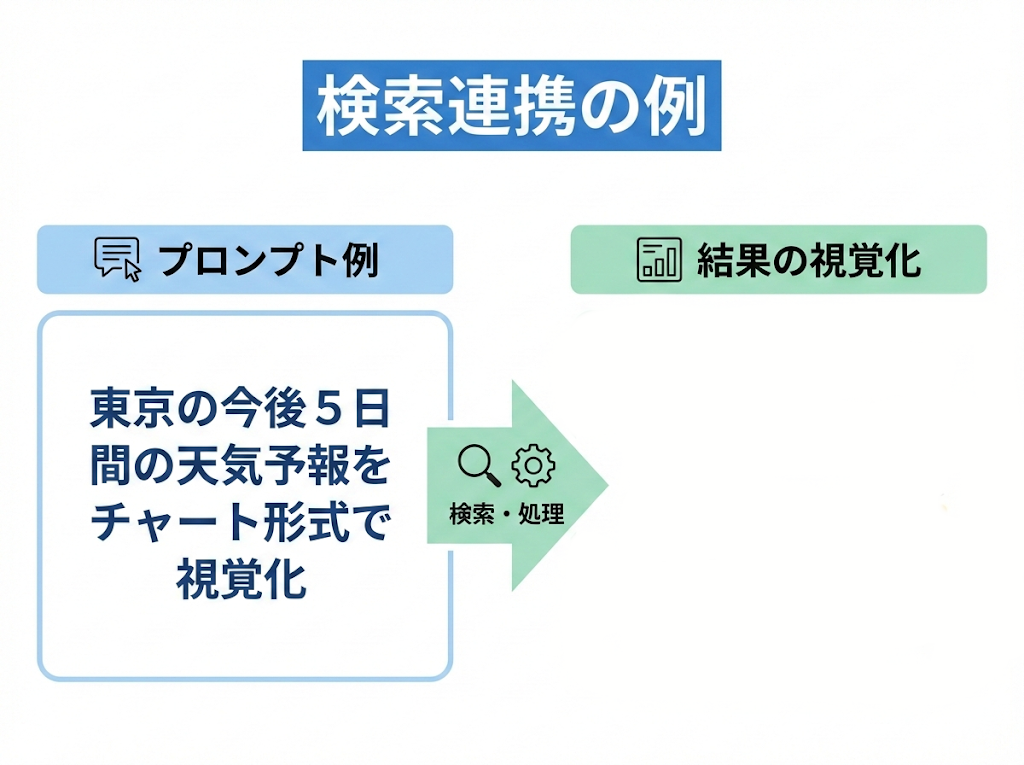 検索連携の例
プロンプト例
東京の今後５日
間の天気予報を
チャート形式で
視覚化
検索・処理
結果の視覚化